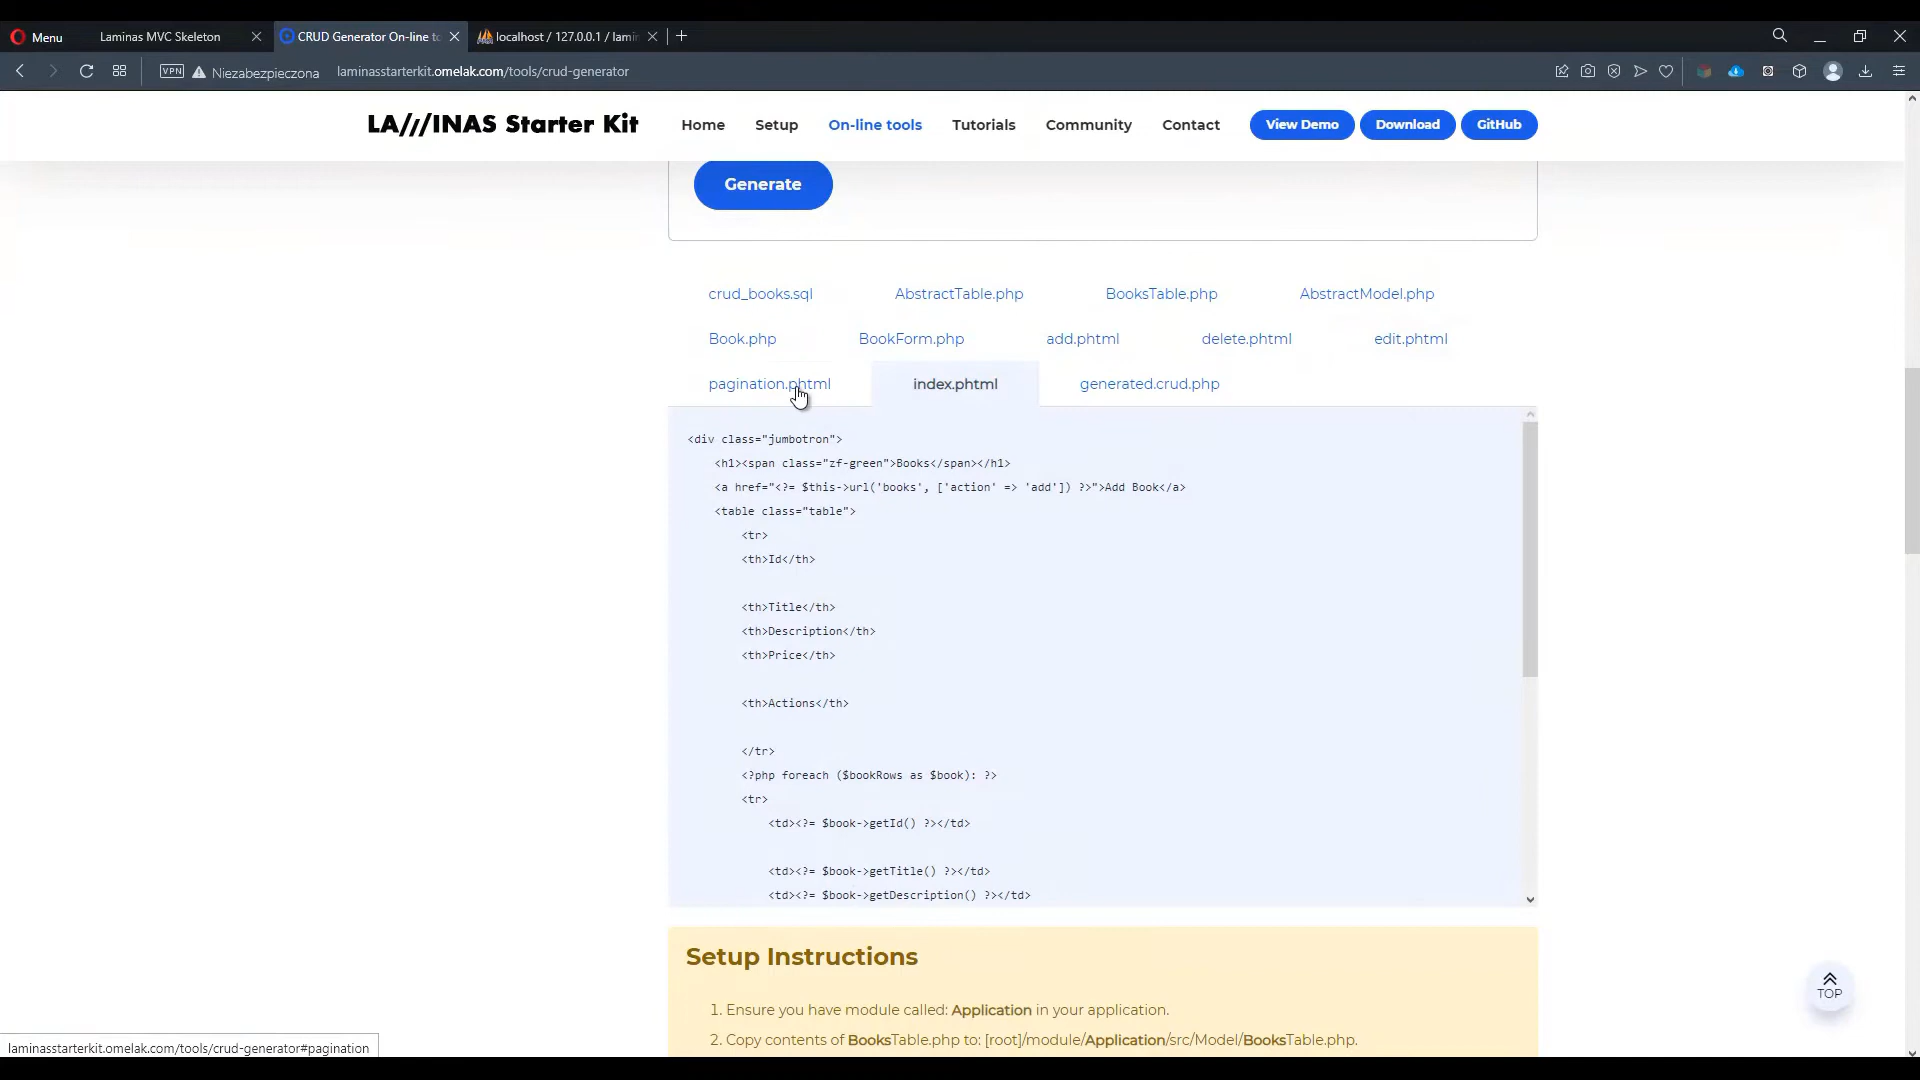 Menu
Laminas MVC Skeleton
CRUD Generator On-line to
localhost / 127.0.0.1 / lami
VPN
Niezabezpieczona
laminasstarterkit.omelak.com/tools/crud-generator
LA///INAS Starter Kit
Home
Setup
On-line tools
Tutorials
Community
Contact
View Demo
Download
GitHub
Generate
crud_books.sql
AbstractTable.php
BooksTable.php
AbstractModel.php
Book.php
BookForm.php
add.phtml
delete.phtml
edit.phtml
pagination.phtml
index.phtml
generated.crud.php
<div class="jumbotron">
<h1><span class="zf-green">Books</span></h1>
<a href="<?= $this->url('books', ['action' => 'add']) ?>">Add Book</a>
<table class="table">
<tr>
<th>Id</th>
<th>Title</th>
<th>Description</th>
<th>Price</th>
<th>Actions</th>
</tr>
<?php foreach ($bookRows as $book): ?>
<tr>
<td><?= $book->getId() ?></td>
<td><?= $book->getTitle() ?></td>
<td><?= $book->getDescription() ?></td>
Setup Instructions
1. Ensure you have module called: Application in your application.
2. Copy contents of BooksTable.php to: [root]/module/Application/src/Model/BooksTable.php.
TOP
laminasstarterkit.omelak.com/tools/crud-generator#pagination